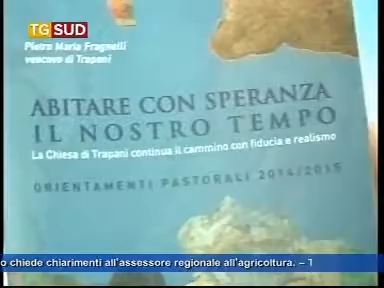 TG SUD
Pietro Maria Fragnelli
vescovo di Trapani
ABITARE CON SPERANZA
IL NOSTRO TEMPO
La Chiesa di Trapani continua il cammino con fiducia e realismo
ORIENTAMENTI PASTORALI 2014/2015
o chiede chiarimenti all'assessore regionale all'agricoltura. – T